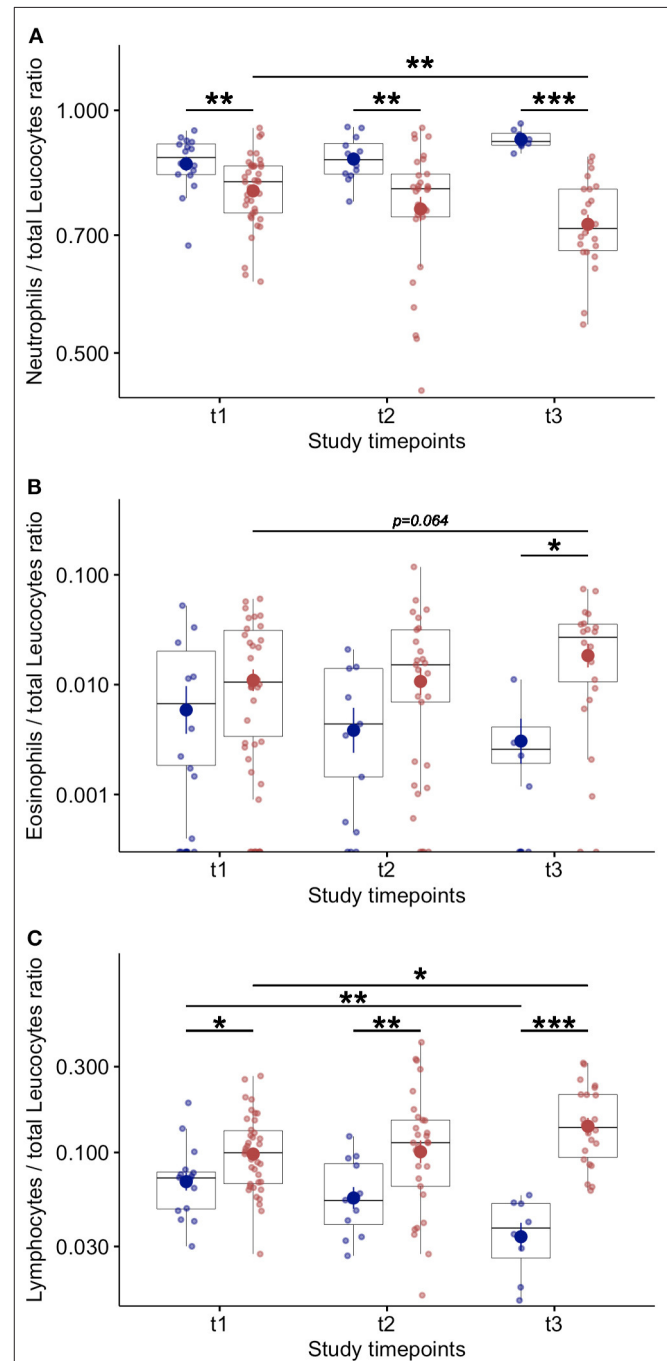 A
Neutrophils / total Leucocytes ratio
**
** ** ***
1.000
0.700
0.500
t1 t2 t3
Study timepoints
B
Eosinophils / total Leucocytes ratio
p=0.064
*
0.100
0.010
0.001
t1 t2 t3
Study timepoints
C
Lymphocytes / total Leucocytes ratio
*
**
* ** ***
0.300
0.100
0.030
t1 t2 t3
Study timepoints